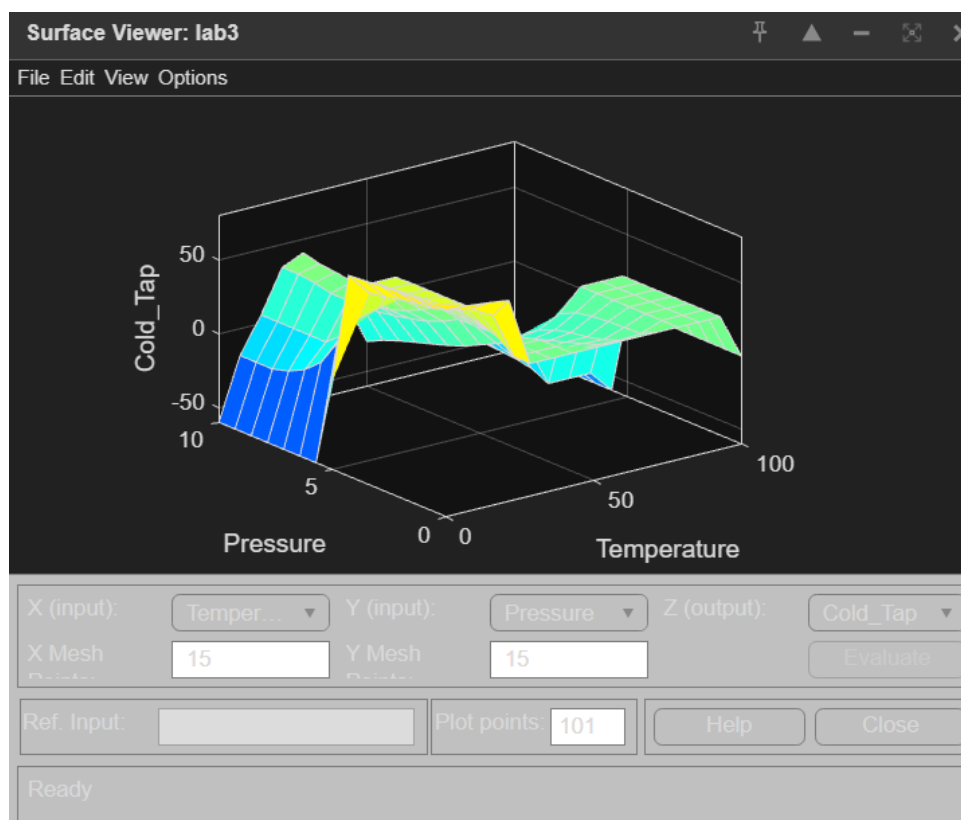 Surface Viewer: lab3
File Edit View Options
Cold_Tap
50
0
-50
10
5
0
Pressure
0
50
100
Temperature
X (input):
Temper...
Y (input):
Pressure
Z (output):
Cold_Tap
X Mesh
15
Y Mesh
15
Evaluate
Ref. Input:
Plot points:
101
Help
Close
Ready